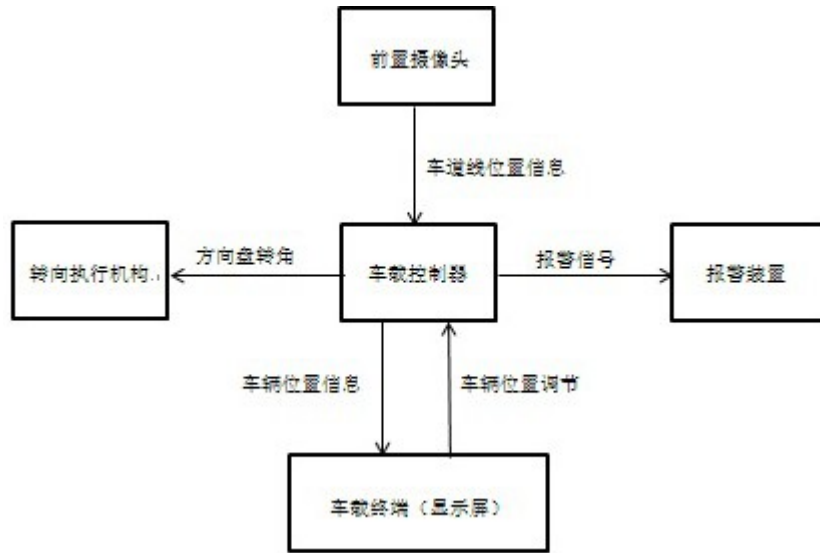 前置摄像头
车道线位置信息
转向执行机构
方向盘转角
车载控制器
报警信号
报警装置
车辆位置信息
车辆位置调节
车载终端（显示屏）